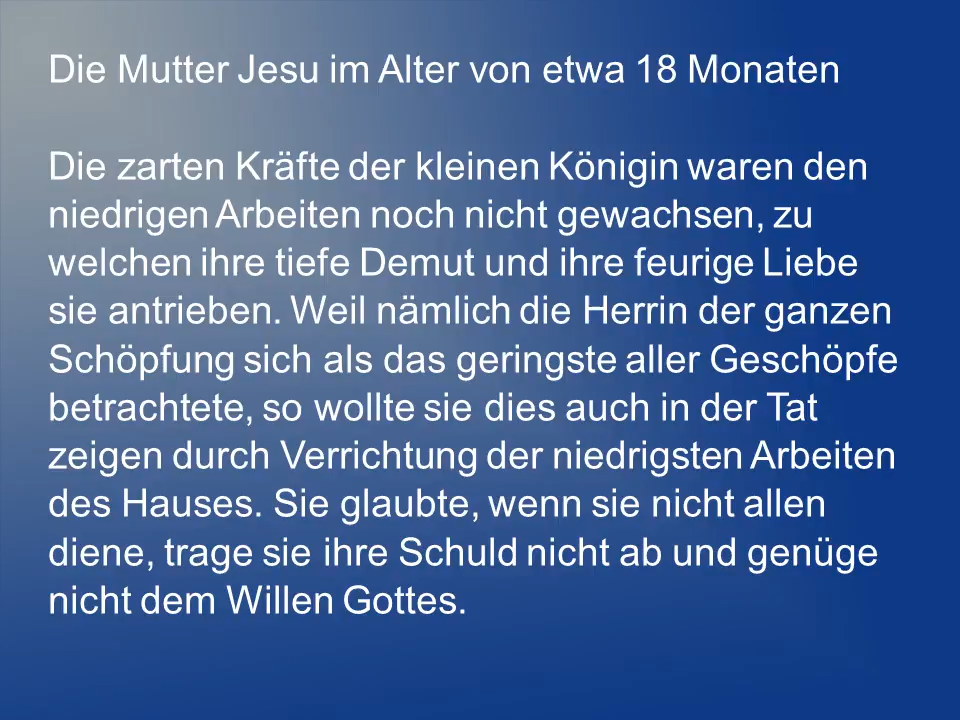 Die Mutter Jesu im Alter von etwa 18 Monaten
Die zarten Kräfte der kleinen Königin waren den
niedrigen Arbeiten noch nicht gewachsen, zu
welchen ihre tiefe Demut und ihre feurige Liebe
sie antrieben. Weil nämlich die Herrin der ganzen
Schöpfung sich als das geringste aller Geschöpfe
betrachtete, so wollte sie dies auch in der Tat
zeigen durch Verrichtung der niedrigsten Arbeiten
des Hauses. Sie glaubte, wenn sie nicht allen
diene, trage sie ihre Schuld nicht ab und genüge
nicht dem Willen Gottes.